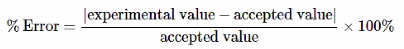 % Error = |experimental value − accepted value| / accepted value × 100%